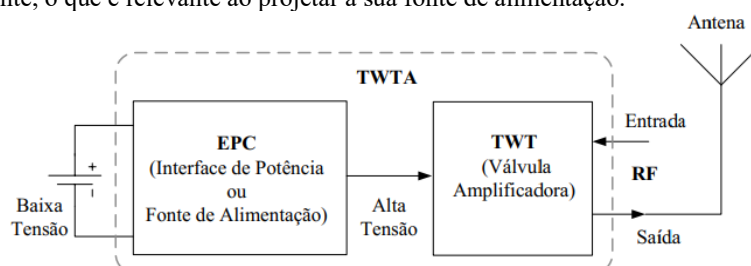 nte, o que é relevante ao projetar a sua fonte de alimentação.
Antena
TWTA
EPC
(Interface de Potência
ou
Fonte de Alimentação)
TWT
(Válvula
Amplificadora)
Entrada
RF
Saída
+
Baixa
Tensão
Alta
Tensão